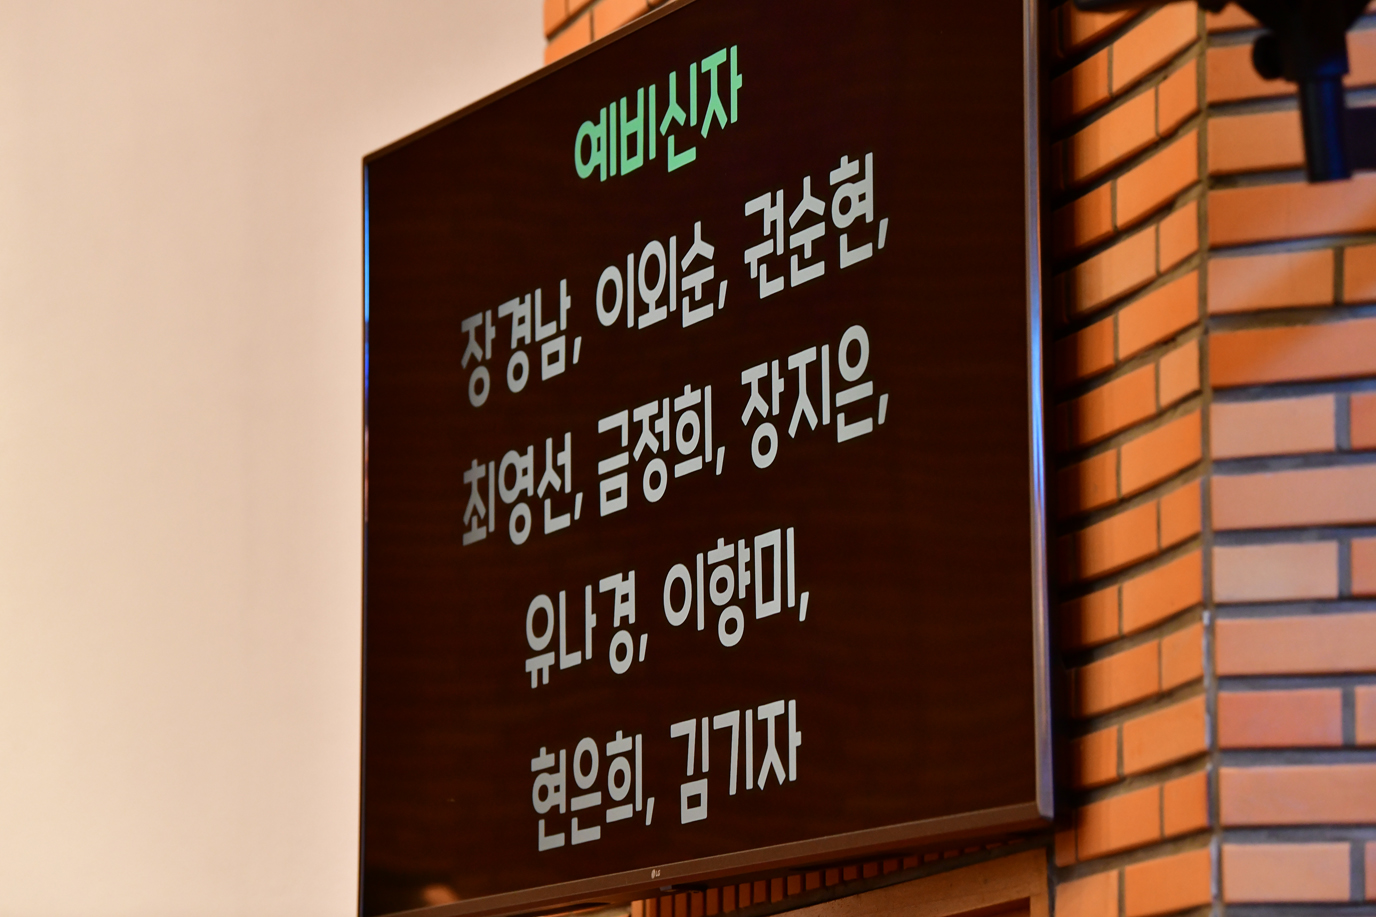 예비신자
장경남, 이외순, 권순현,
최영선, 금정희, 장지은,
유나경, 이향미,
현은희, 김기자
LG